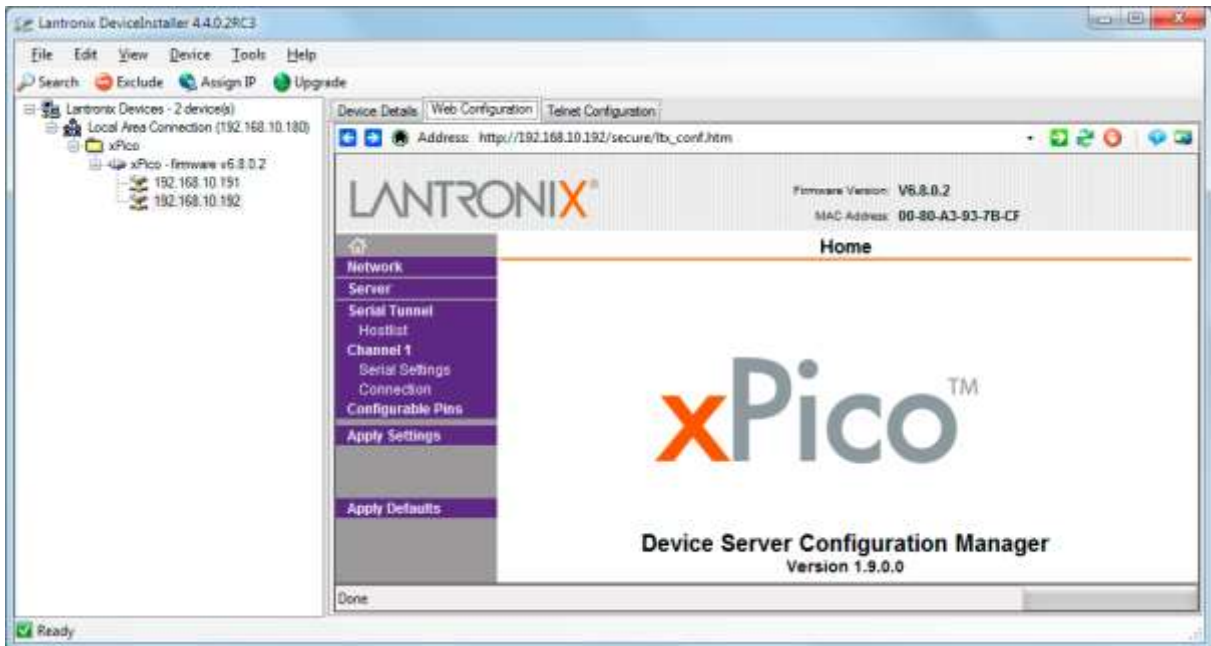 Lantronix DeviceInstaller 4.4.0.2RC3
File Edit View Device Tools Help
Search Exclude Assign IP Upgrade
Lantronix Devices - 2 device(s)
Local Area Connection (192.168.10.180)
xPico
xPico - firmware v6.8.0.2
192.168.10.191
192.168.10.192
Device Details Web Configuration Telnet Configuration
Address: http://192.168.10.192/secure/ltx_conf.htm
LANTRONIX®
Firmware Version: V6.8.0.2
MAC Address: 00-80-A3-93-7B-CF
Home
Network
Server
Serial Tunnel
Hostlist
Channel 1
Serial Settings
Connection
Configurable Pins
Apply Settings
Apply Defaults
xPico™
Device Server Configuration Manager
Version 1.9.0.0
Done
Ready